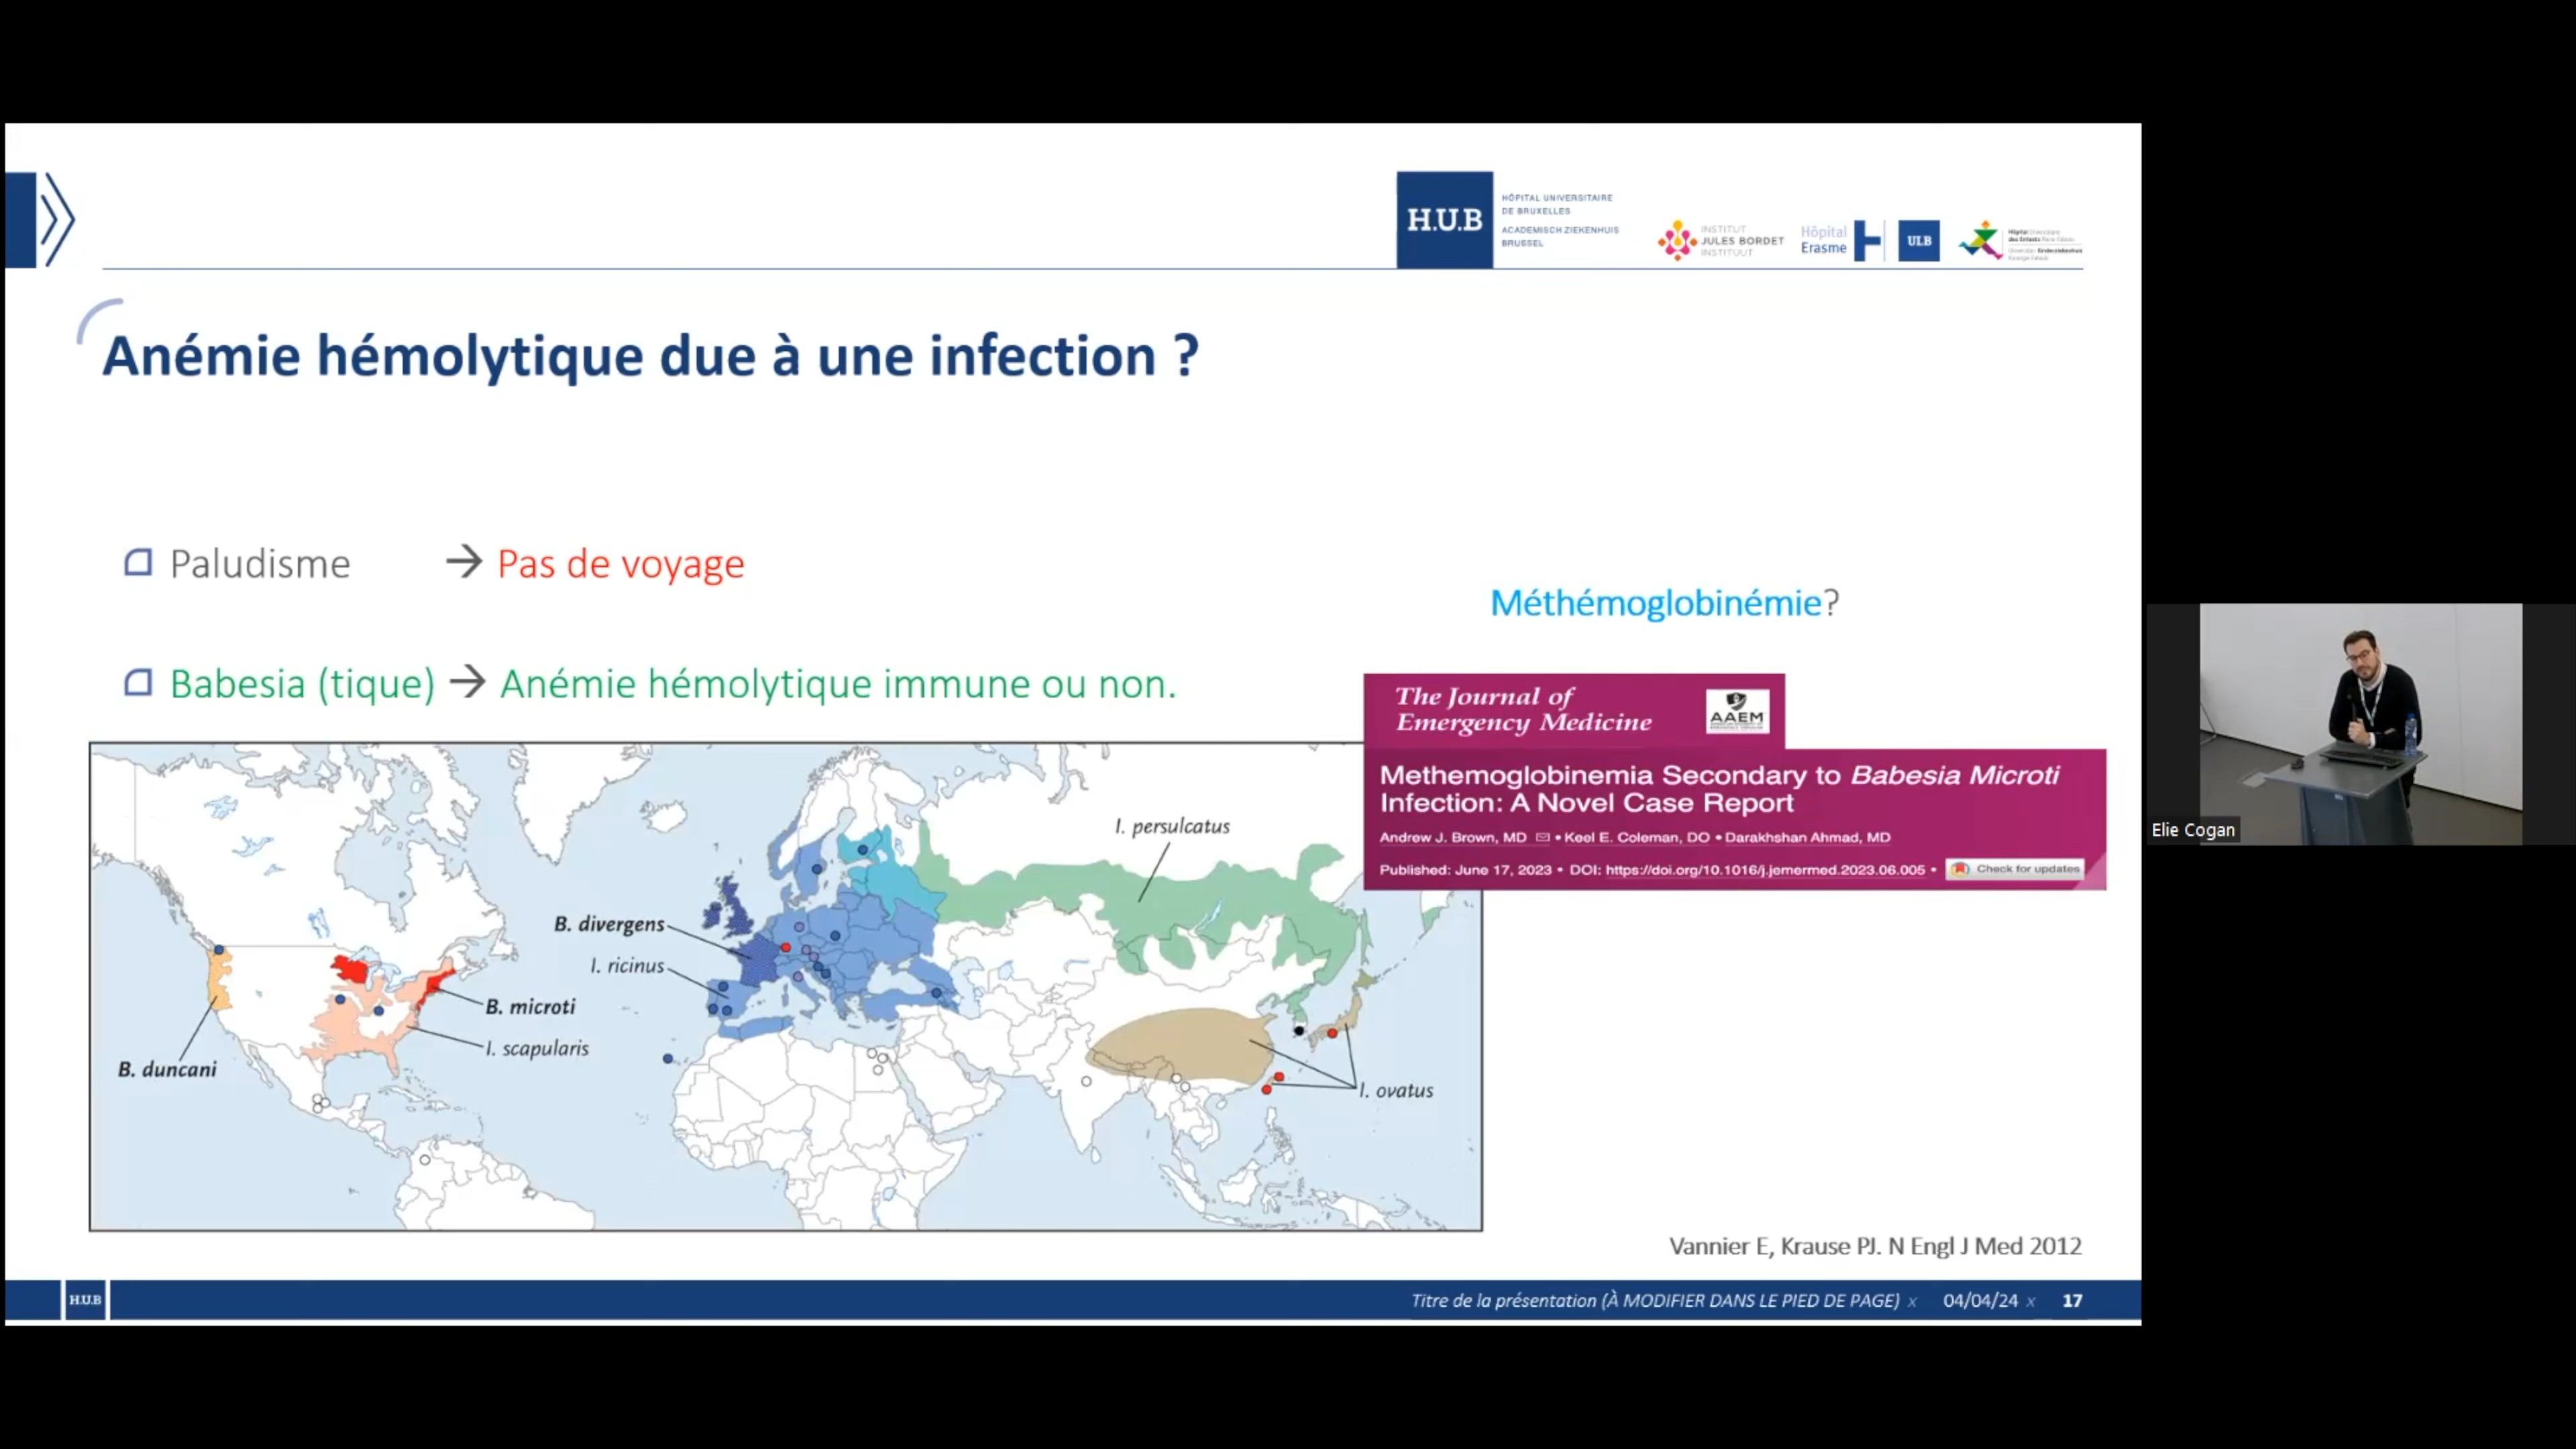 H.U.B
HÔPITAL UNIVERSITAIRE
DE BRUXELLES
ACADEMISCH ZIEKENHUIS
BRUSSEL
INSTITUT
JULES BORDET
INSTITUUT
Hôpital
Erasme
ULB
Anémie hémolytique due à une infection ?
Paludisme → Pas de voyage
Méthémoglobinémie?
Babesia (tique) → Anémie hémolytique immune ou non.
The Journal of
Emergency Medicine
AAEM
Methemoglobinemia Secondary to Babesia Microti
Infection: A Novel Case Report
Andrew J. Brown, MD • Keel E. Coleman, DO • Darakhshan Ahmad, MD
Published: June 17, 2023 • DOI: https://doi.org/10.1016/j.jemermed.2023.06.005 • Check for updates
I. persulcatus
B. divergens
I. ricinus
B. microti
I. scapularis
B. duncani
I. ovatus
Vannier E, Krause PJ. N Engl J Med 2012
H.U.B
Titre de la présentation (À MODIFIER DANS LE PIED DE PAGE) x 04/04/24 x 17
Elie Cogan